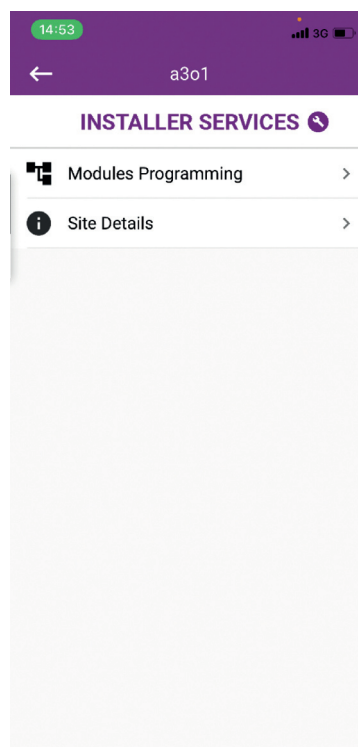 14:53
3G
a3o1
INSTALLER SERVICES
Modules Programming
Site Details